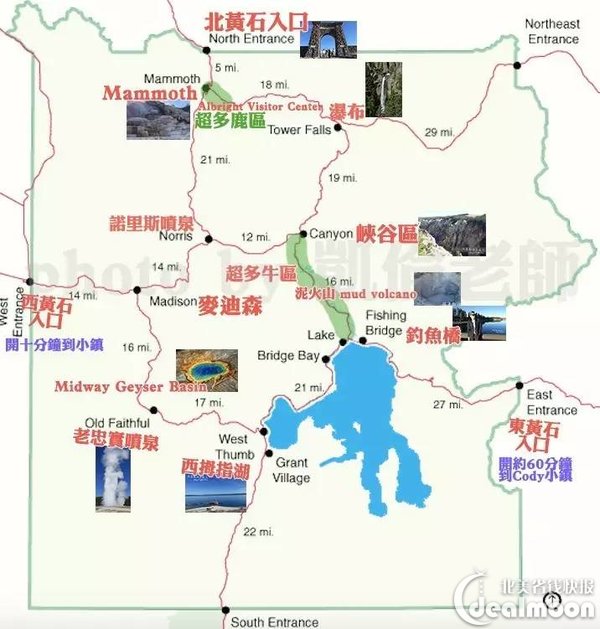 北黃石入口
North Entrance
Northeast
Entrance
5 mi.
Mammoth
Mammoth
18 mi.
Albright Visitor Center
超多鹿區
瀑布
Tower Falls
29 mi.
21 mi.
19 mi.
諾里斯噴泉
Norris
12 mi.
Canyon
峽谷區
photo by 凱倫老師
14 mi.
超多牛區
16 mi.
泥火山 mud volcano
West
Entrance
西黃石
入口
開十分鐘到小鎮
14 mi.
Madison
麥迪森
Fishing
Bridge
釣魚橋
Lake
Bridge Bay
16 mi.
Midway Geyser Basin
17 mi.
21 mi.
27 mi.
East
Entrance
東黃石
入口
開約60分鐘
到Cody小鎮
Old Faithful
老忠實噴泉
West
Thumb
西拇指湖
Grant
Village
22 mi.
South Entrance
北美省钱快报
dealmoon